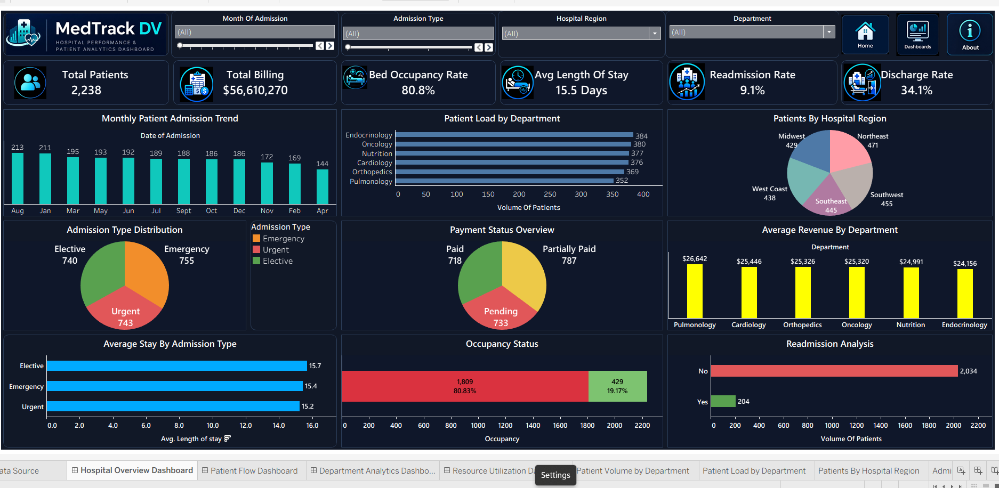 MedTrack DV
HOSPITAL PERFORMANCE &
PATIENT ANALYTICS DASHBOARD
Month Of Admission
(All)
Admission Type
(All)
Hospital Region
(All)
Department
(All)
Home
Dashboards
About
Total Patients
2,238
Total Billing
$56,610,270
Bed Occupancy Rate
80.8%
Avg Length Of Stay
15.5 Days
Readmission Rate
9.1%
Discharge Rate
34.1%
Monthly Patient Admission Trend
Date of Admission
213 211 195 193 192 189 188 186 186 172 169 144
Aug Jan Mar May Jun Jul Sept Oct Dec Nov Feb Apr
Patient Load by Department
Endocrinology 384
Oncology 380
Nutrition 377
Cardiology 376
Orthopedics 369
Pulmonology 352
0 50 100 150 200 250 300 350 400
Volume Of Patients
Patients By Hospital Region
Midwest
429
Northeast
471
West Coast
438
Southwest
455
Southeast
445
Admission Type Distribution
Elective
740
Emergency
755
Urgent
743
Admission Type
Emergency
Urgent
Elective
Payment Status Overview
Paid
718
Partially Paid
787
Pending
733
Average Revenue By Department
Department
$26,642 $25,446 $25,326 $25,320 $24,991 $24,156
Pulmonology Cardiology Orthopedics Oncology Nutrition Endocrinology
Average Stay By Admission Type
Elective 15.7
Emergency 15.4
Urgent 15.2
0.0 2.0 4.0 6.0 8.0 10.0 12.0 14.0 16.0
Avg. Length of stay
Occupancy Status
1,809
80.83%
429
19.17%
0 200 400 600 800 1000 1200 1400 1600 1800 2000 2200
Occupancy
Readmission Analysis
No 2,034
Yes 204
0 200 400 600 800 1000 1200 1400 1600 1800 2000 2200
Volume Of Patients
ata Source
Hospital Overview Dashboard
Patient Flow Dashboard
Department Analytics Dashbo...
Resource Utilization Da
Settings
Patient Volume by Department
Patient Load by Department
Patients By Hospital Region
Admi